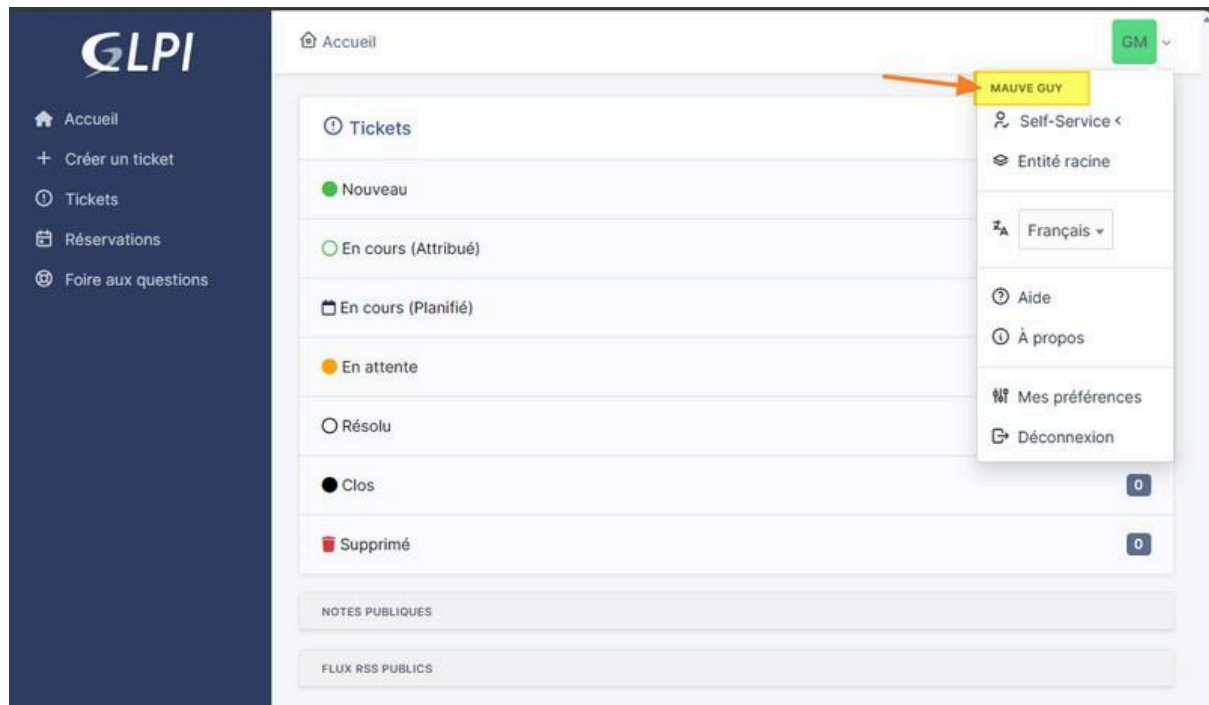 GLPI
Accueil
Créer un ticket
Tickets
Réservations
Foire aux questions
Accueil
GM
MAUVE GUY
Self-Service <
Entité racine
Français
Aide
À propos
Mes préférences
Déconnexion
Tickets
Nouveau
En cours (Attribué)
En cours (Planifié)
En attente
Résolu
Clos 0
Supprimé 0
NOTES PUBLIQUES
FLUX RSS PUBLICS